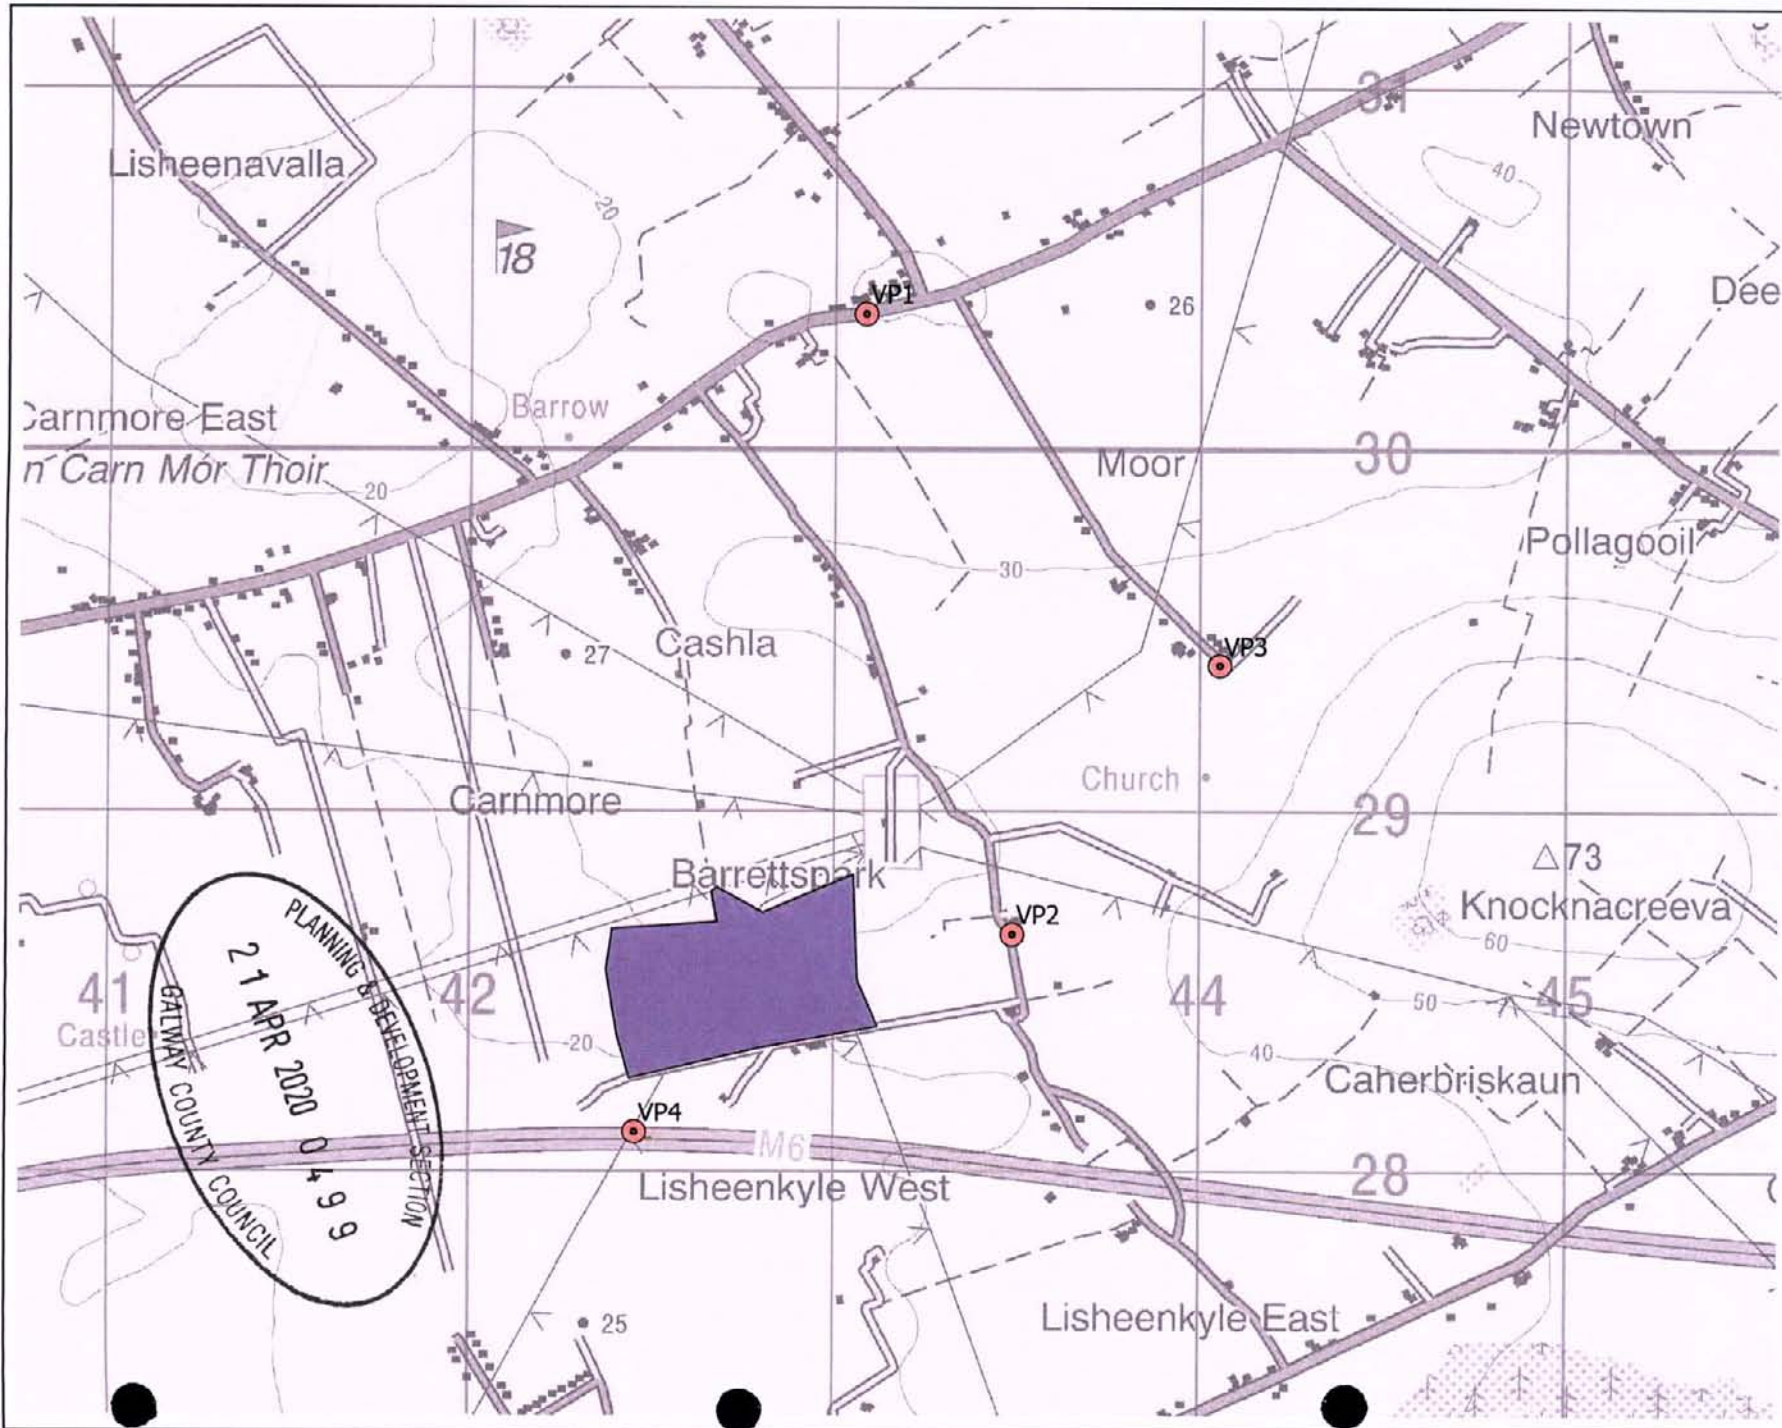 31
Newtown
Lisheenavalla
40
20
18
VP1
26
Dee
Carnmore East
Barrow
n Carn Mór Thoir
20
30
Moor
Pollagooil
30
Cashla
27
VP3
Church
Carnmore
29
73
Barrettspark
Knocknacreeva
60
VP2
41
42
44
45
50
Castle
20
40
Caherbriskaun
VP4
M6
28
Lisheenkyle West
25
Lisheenkyle East
PLANNING & DEVELOPMENT SECTION
21 APR 2020 0499
GALWAY COUNTY COUNCIL